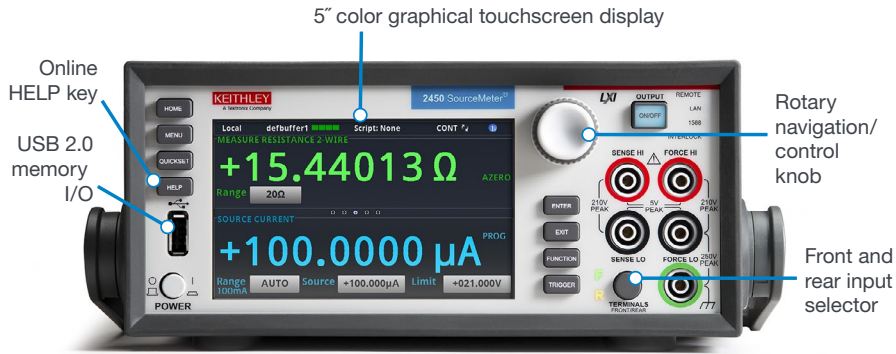 5″ color graphical touchscreen display
Online
HELP key
USB 2.0
memory
I/O
Rotary
navigation/
control
knob
Front and
rear input
selector
KEITHLEY
A Tektronix Company
2450 SourceMeter®
LXI
OUTPUT
ON/OFF
REMOTE
LAN
1588
INTERLOCK
HOME
MENU
QUICKSET
HELP
POWER
Local defbuffer1 Script: None CONT
MEASURE RESISTANCE 2-WIRE
+15.44013 Ω
AZERO
Range 20Ω
SOURCE CURRENT
+100.0000 µA
PROG
Range AUTO Source +100.000µA Limit +021.000V
100mA
ENTER
EXIT
FUNCTION
TRIGGER
SENSE HI FORCE HI
210V
PEAK
5V
PEAK
210V
PEAK
SENSE LO FORCE LO
250V
PEAK
F
R
TERMINALS
FRONT/REAR